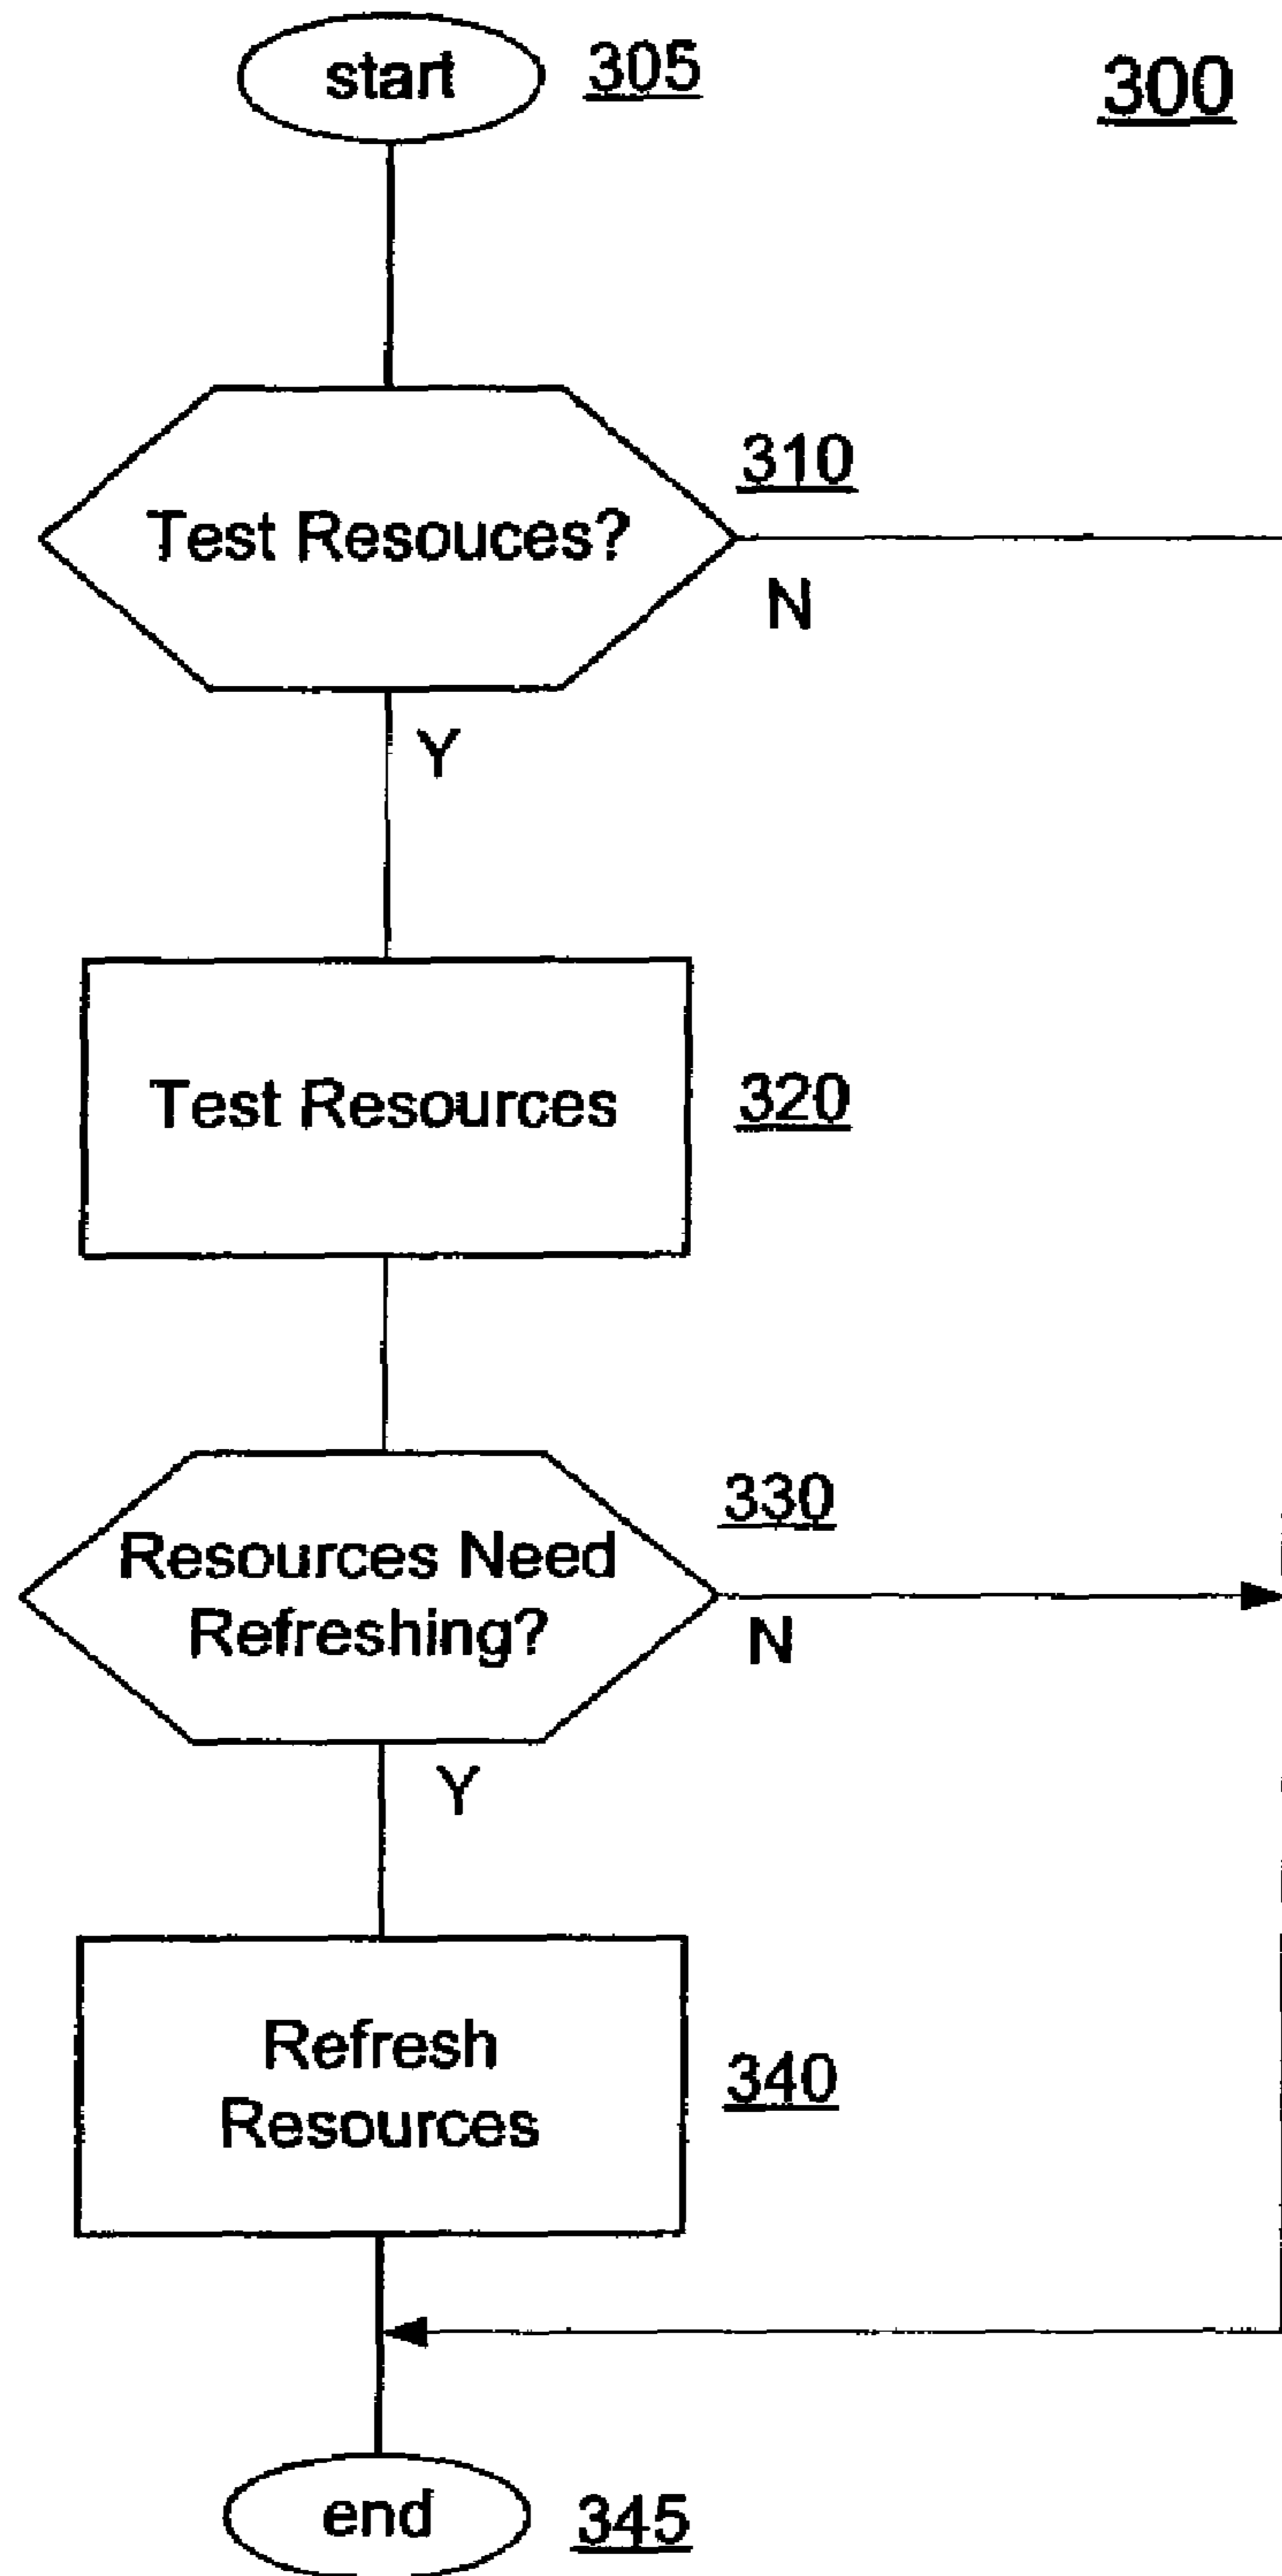 start
305
300
310
Test Resouces?
N
Y
Test Resources
320
330
Resources Need
Refreshing?
N
Y
Refresh
Resources
340
end
345